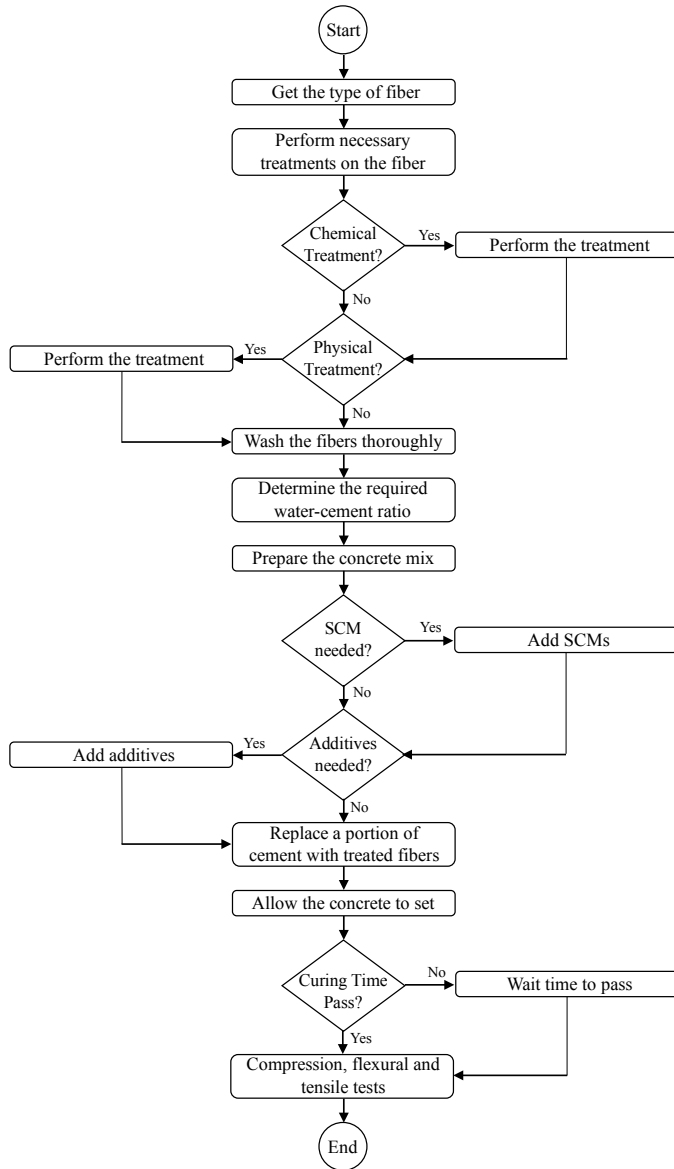 Start
Get the type of fiber
Perform necessary
treatments on the fiber
Chemical
Treatment?
Yes
Perform the treatment
No
Physical
Treatment?
Yes
Perform the treatment
No
Wash the fibers thoroughly
Determine the required
water-cement ratio
Prepare the concrete mix
SCM
needed?
Yes
Add SCMs
No
Additives
needed?
Yes
Add additives
No
Replace a portion of
cement with treated fibers
Allow the concrete to set
Curing Time
Pass?
No
Wait time to pass
Yes
Compression, flexural and
tensile tests
End